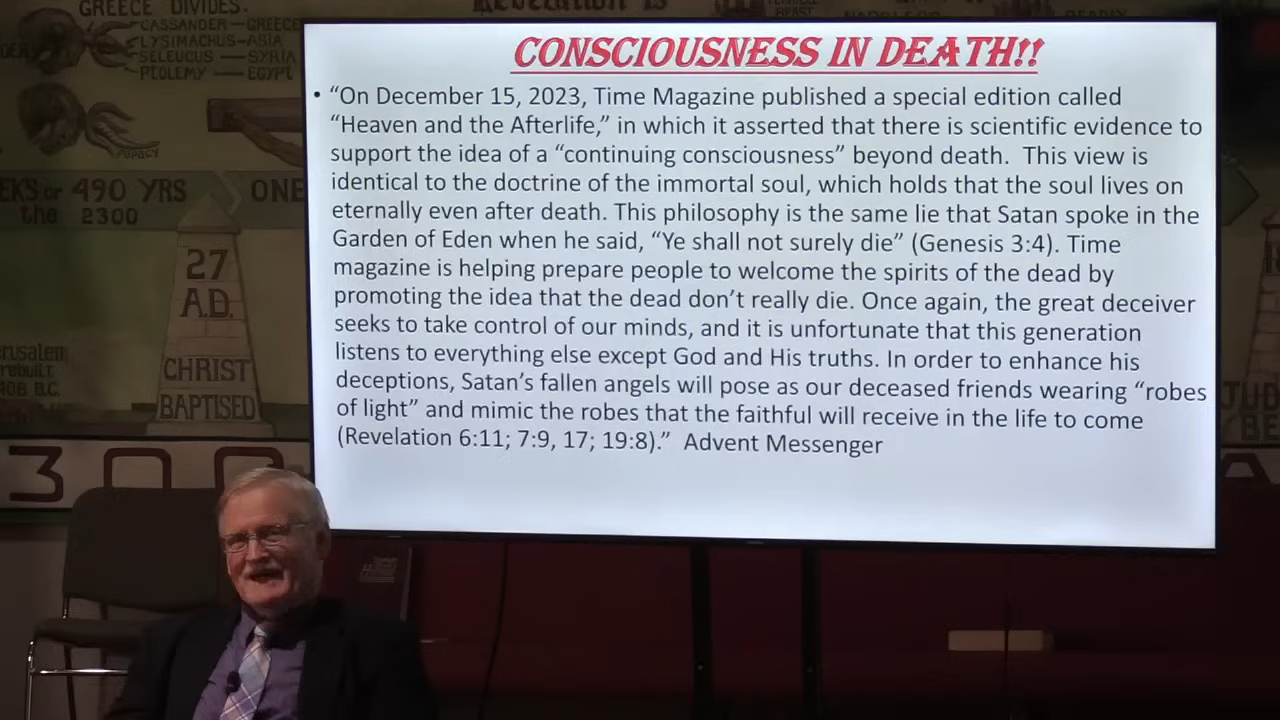 GREECE DIVIDES.
CASSANDER - GREECE
LYSIMACHUS-ASIA
SELEUCUS - SYRIA
PTOLEMY - EGYPT
PAPACY
EKS or 490 YRS
the 2300
ONE
27
A.D.
CHRIST
BAPTISED
rebuilt
B.C.
300
Revelation is
BEAST
CONSCIOUSNESS IN DEATH!!
• “On December 15, 2023, Time Magazine published a special edition called
“Heaven and the Afterlife,” in which it asserted that there is scientific evidence to
support the idea of a “continuing consciousness” beyond death.  This view is
identical to the doctrine of the immortal soul, which holds that the soul lives on
eternally even after death. This philosophy is the same lie that Satan spoke in the
Garden of Eden when he said, “Ye shall not surely die” (Genesis 3:4). Time
magazine is helping prepare people to welcome the spirits of the dead by
promoting the idea that the dead don’t really die. Once again, the great deceiver
seeks to take control of our minds, and it is unfortunate that this generation
listens to everything else except God and His truths. In order to enhance his
deceptions, Satan’s fallen angels will pose as our deceased friends wearing “robes
of light” and mimic the robes that the faithful will receive in the life to come
(Revelation 6:11; 7:9, 17; 19:8).”  Advent Messenger